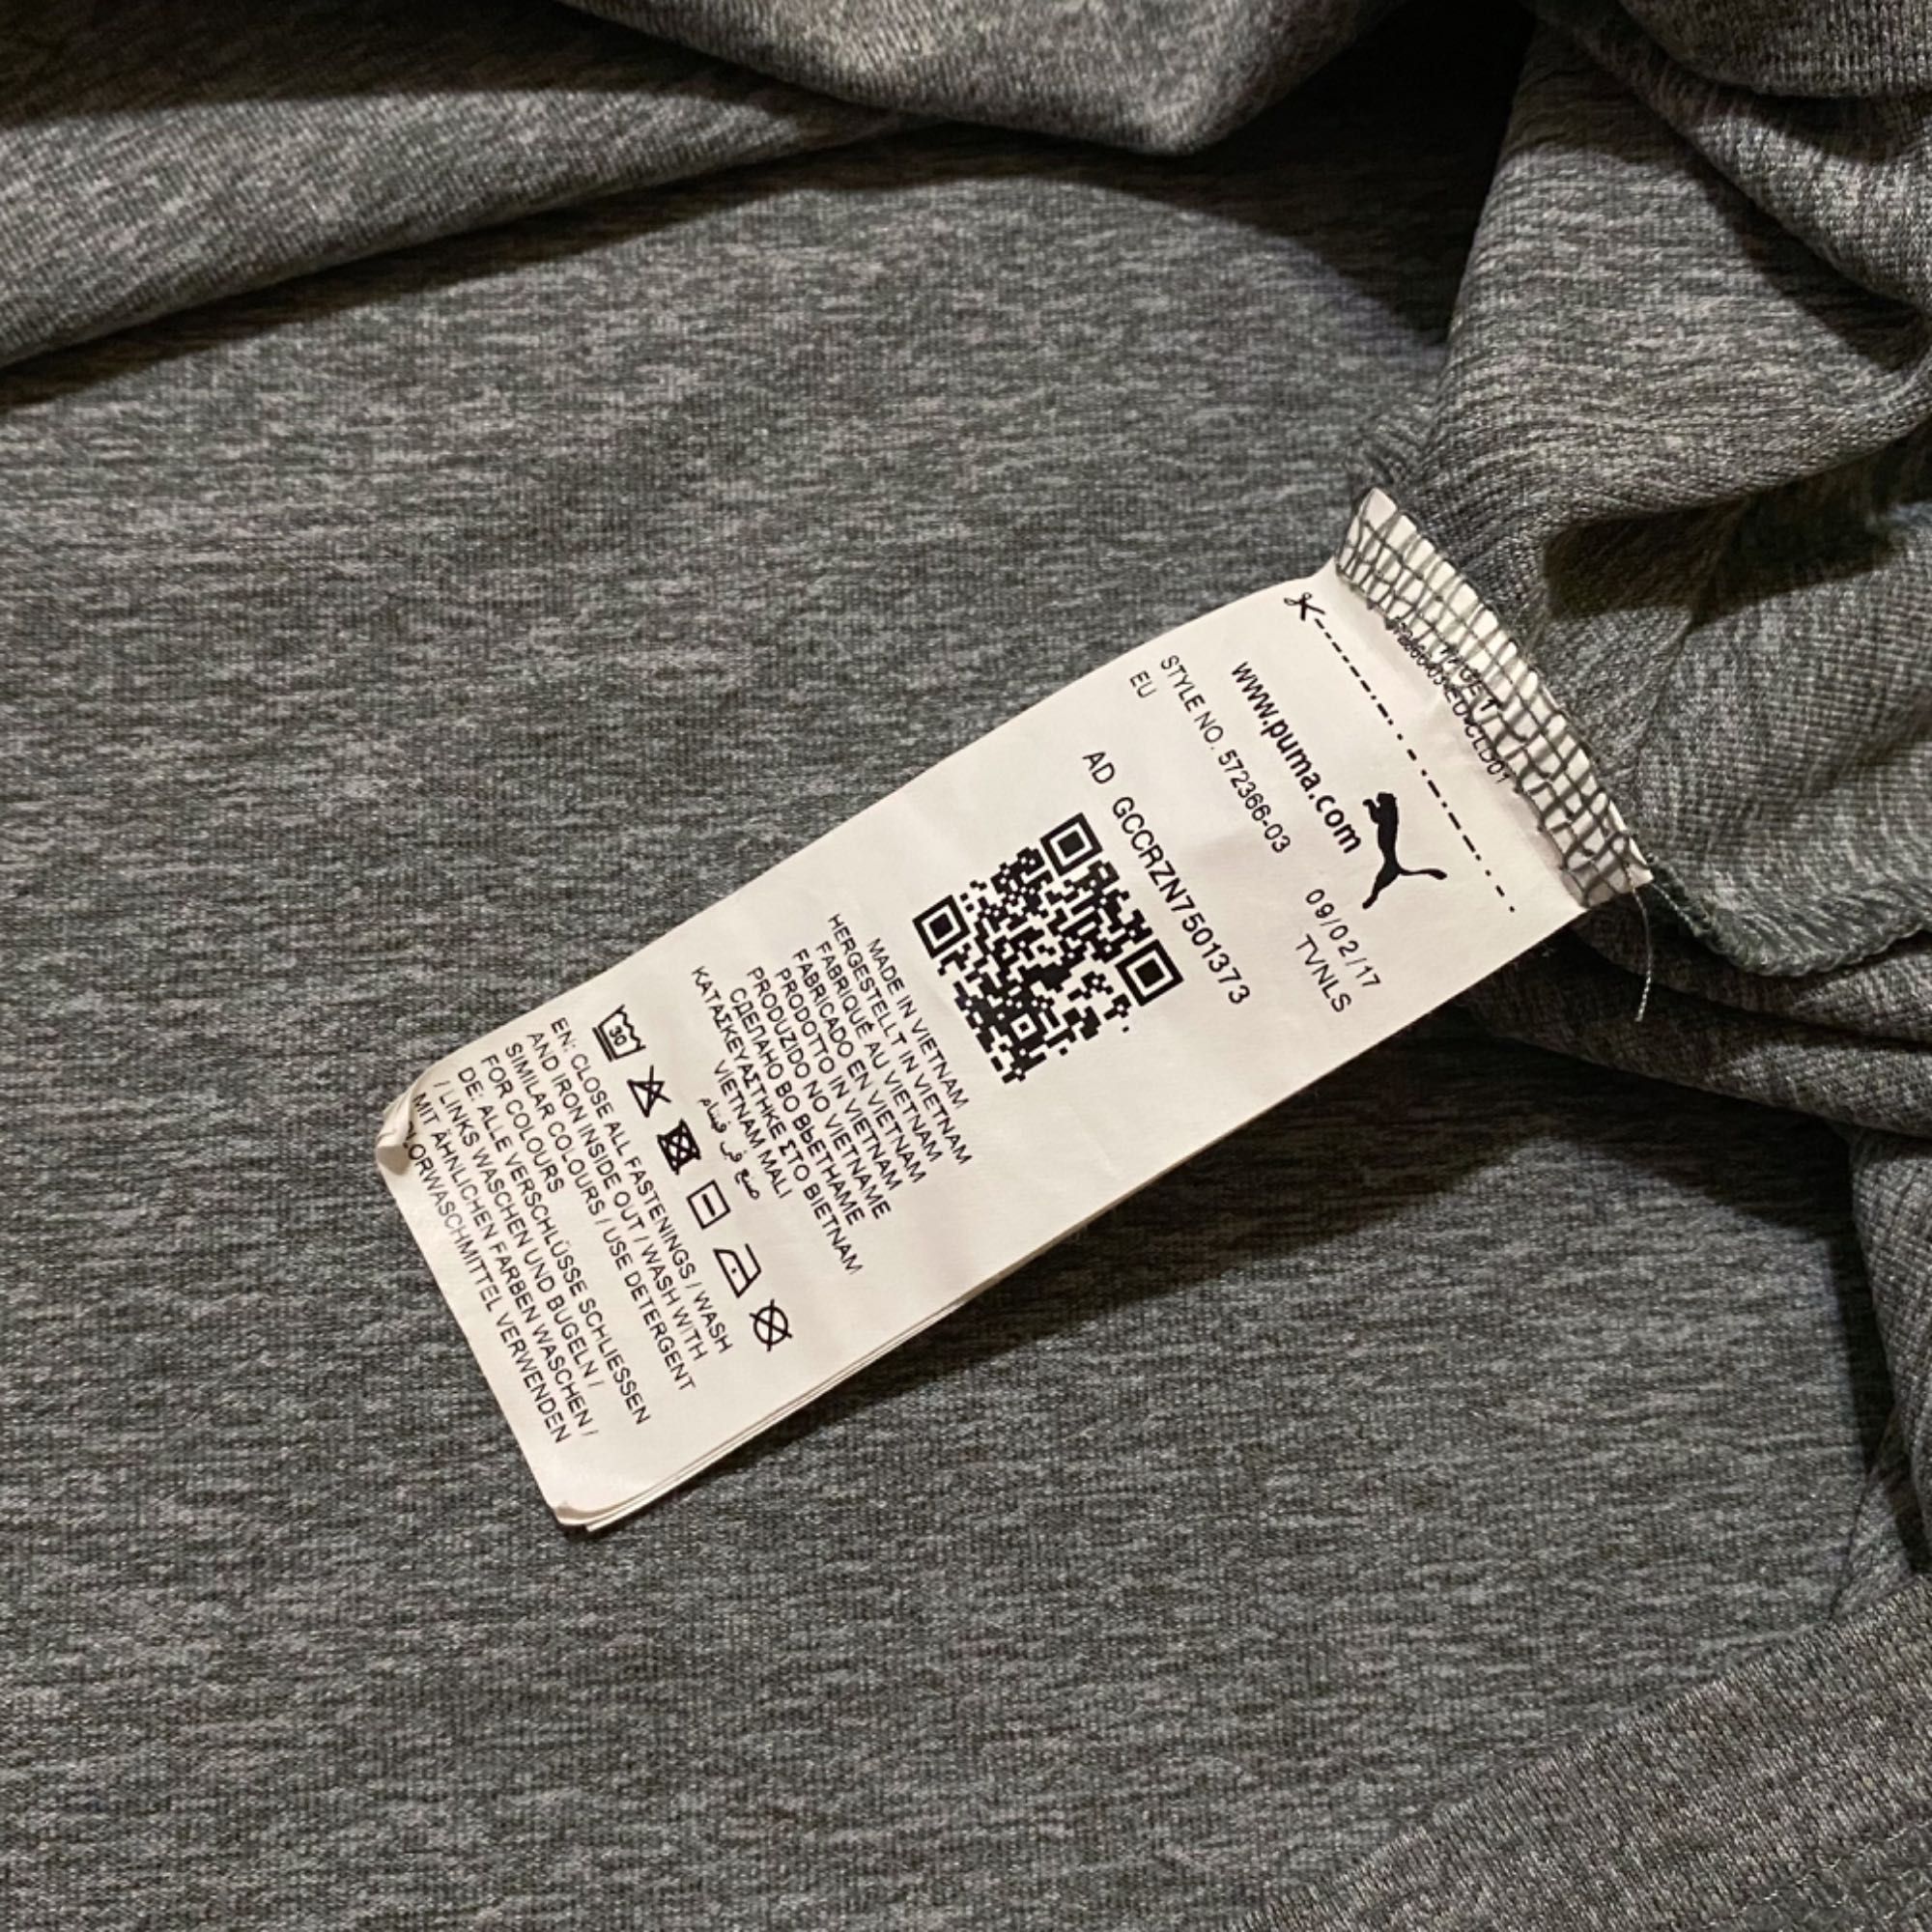 www.puma.com
09/02/17
STYLE NO. 572366-03
TVNLS
EU
AD GCCRZN7501373
MADE IN VIETNAM
HERGESTELLT IN VIETNAM
FABRIQUÉ AU VIETNAM
FABRICADO EN VIETNAM
PRODOTTO IN VIETNAM
PRODUZIDO NO VIETNAME
СДЕЛАНО ВО ВЬЕТНАМЕ
ΚΑΤΑΣΚΕΥΑΣΤΗΚΕ ΣΤΟ ΒΙΕΤΝΑΜ
VIETNAM MALI
صنع في فيتنام
30
EN: CLOSE ALL FASTENINGS / WASH
AND IRON INSIDE OUT / WASH WITH
SIMILAR COLOURS / USE DETERGENT
FOR COLOURS
DE: ALLE VERSCHLÜSSE SCHLIESSEN
/ LINKS WASCHEN UND BÜGELN /
MIT ÄHNLICHEN FARBEN WASCHEN /
COLORWASCHMITTEL VERWENDEN